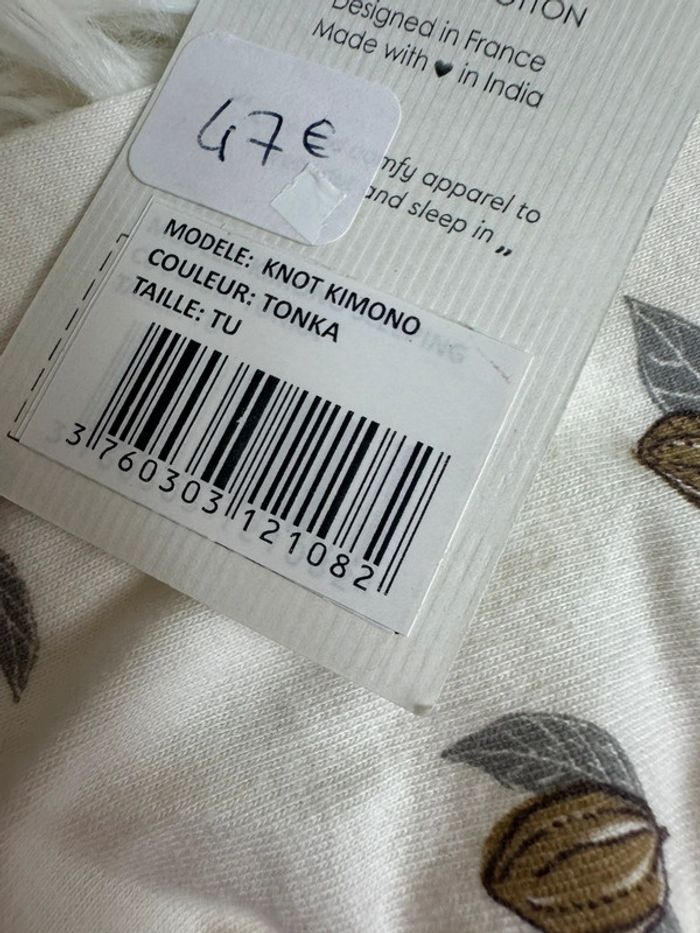 Designed in France
Made with ♥ in India
47 €
mfy apparel to
and sleep in „
MODELE: KNOT KIMONO
COULEUR: TONKA
TAILLE: TU
3 760303 121082